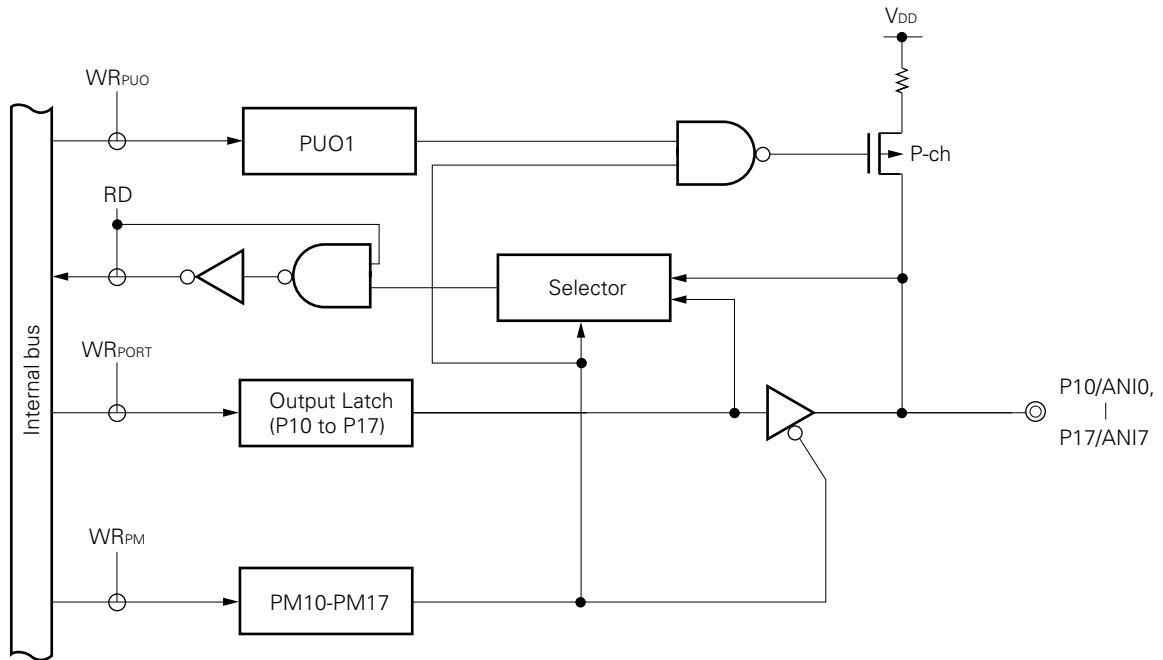 VDD
WRPUO
PUO1
P-ch
RD
Selector
Internal bus
WRPORT
Output Latch
(P10 to P17)
P10/ANI0,
P17/ANI7
WRPM
PM10-PM17